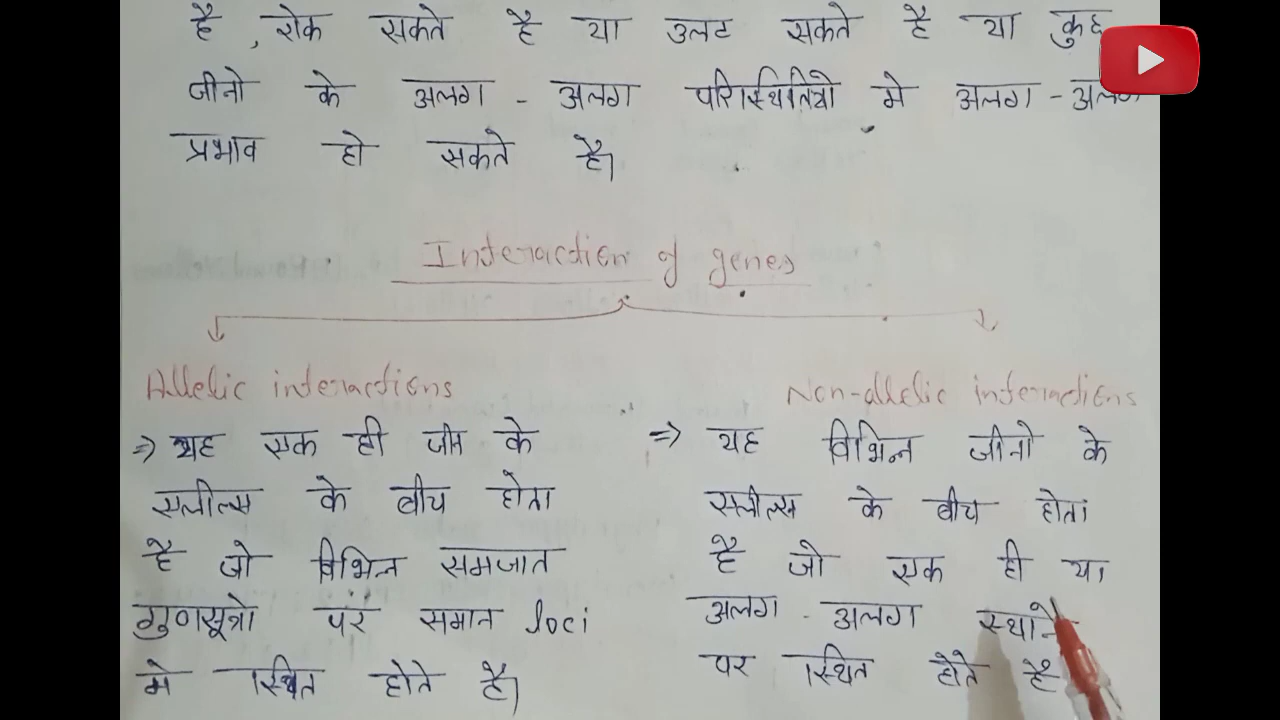 है , रोक सकते है या उलट सकते है या कुछ
जीनो के अलग - अलग परिस्थितियो मे अलग - अलग
प्रभाव हो सकते है।
Interaction of genes
Allelic interactions
⇒ यह एक ही जीन के
एलील्स के बीच होता
है जो विभिन्न समजात
गुणसूत्रो पर समान loci
मे स्थित होते है।
Non-allelic interactions
⇒ यह विभिन्न जीनो के
एलील्स के बीच होता
है जो एक ही या
अलग - अलग स्थानो
पर स्थित होते है